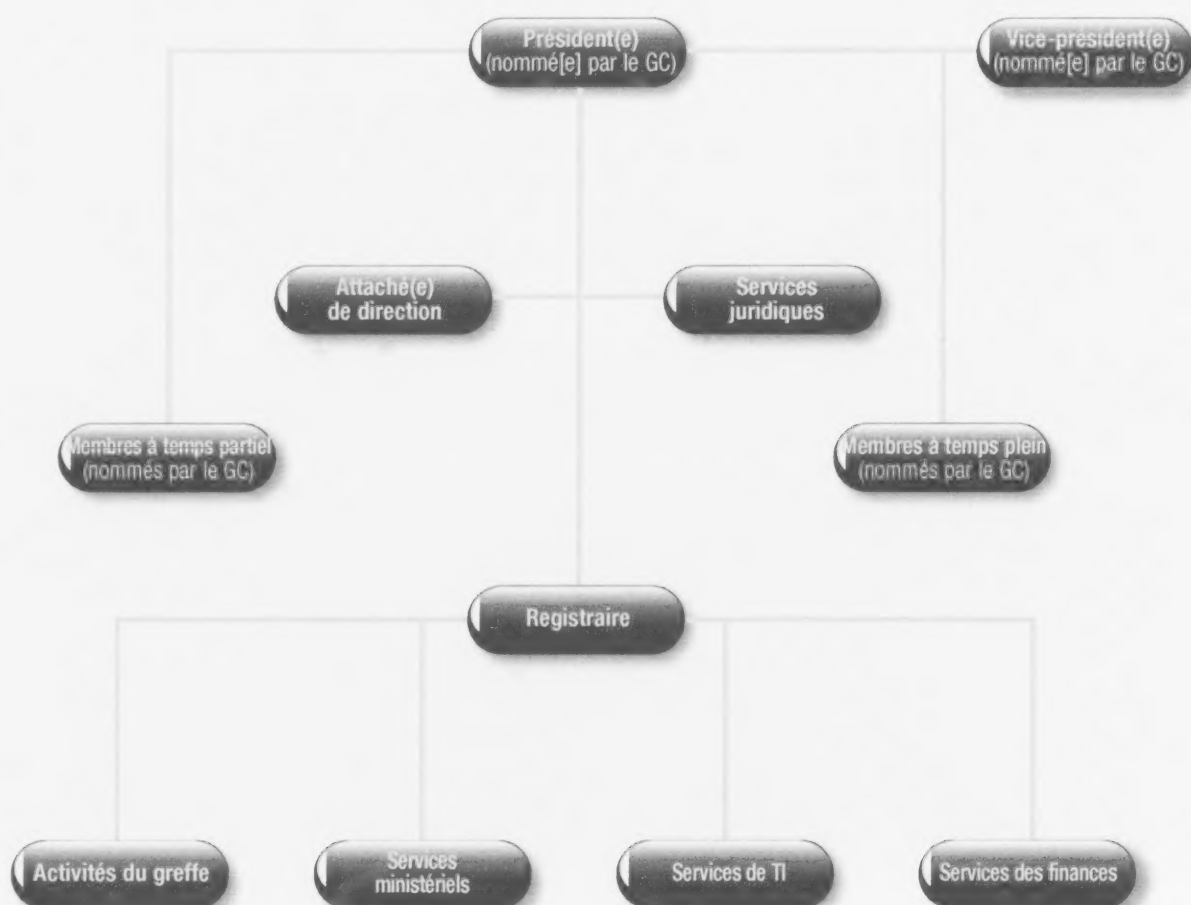 Président(e)
(nommé[e] par le GC)
Vice-président(e)
(nommé[e] par le GC)
Attaché(e)
de direction
Services
juridiques
Membres à temps partiel
(nommés par le GC)
Membres à temps plein
(nommés par le GC)
Registraire
Activités du greffe
Services
ministériels
Services de TI
Services des finances